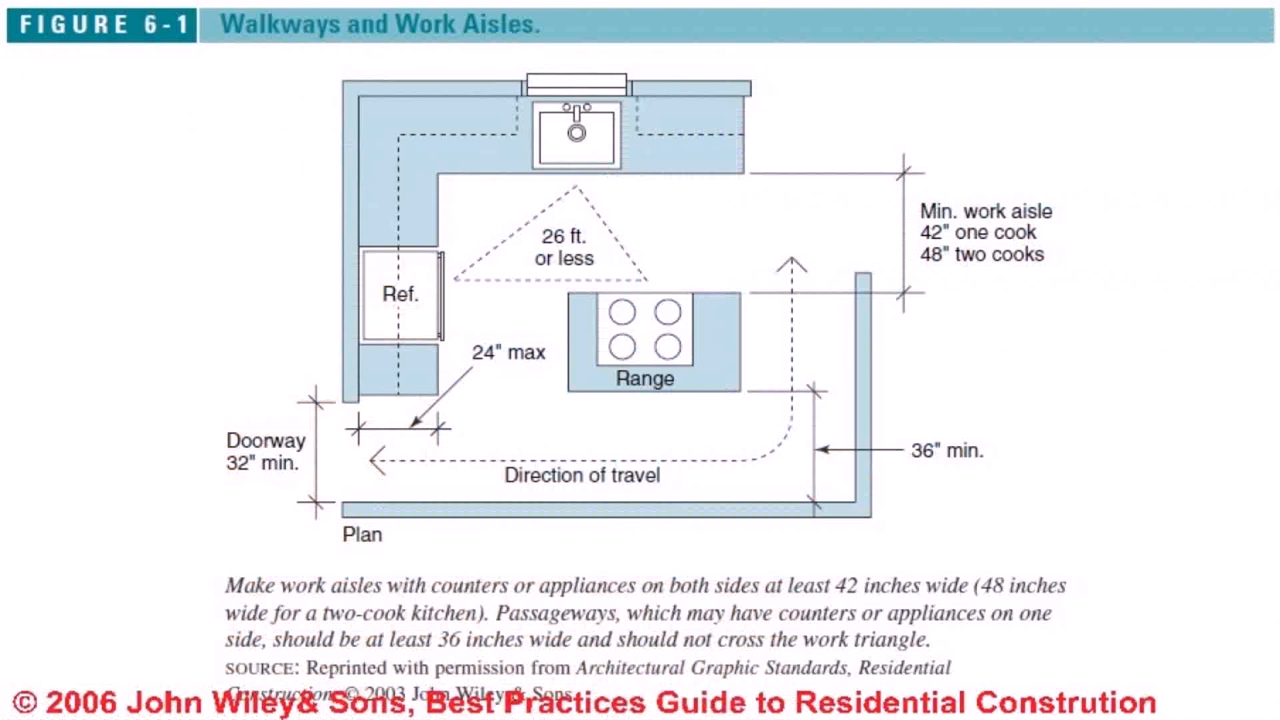 FIGURE 6-1 Walkways and Work Aisles.
26 ft.
or less
Min. work aisle
42" one cook
48" two cooks
Ref.
24" max
Range
Doorway
32" min.
36" min.
Direction of travel
Plan
Make work aisles with counters or appliances on both sides at least 42 inches wide (48 inches
wide for a two-cook kitchen). Passageways, which may have counters or appliances on one
side, should be at least 36 inches wide and should not cross the work triangle.
SOURCE: Reprinted with permission from Architectural Graphic Standards, Residential
Construction, © 2003 John Wiley & Sons.
© 2006 John Wiley& Sons, Best Practices Guide to Residential Constrution